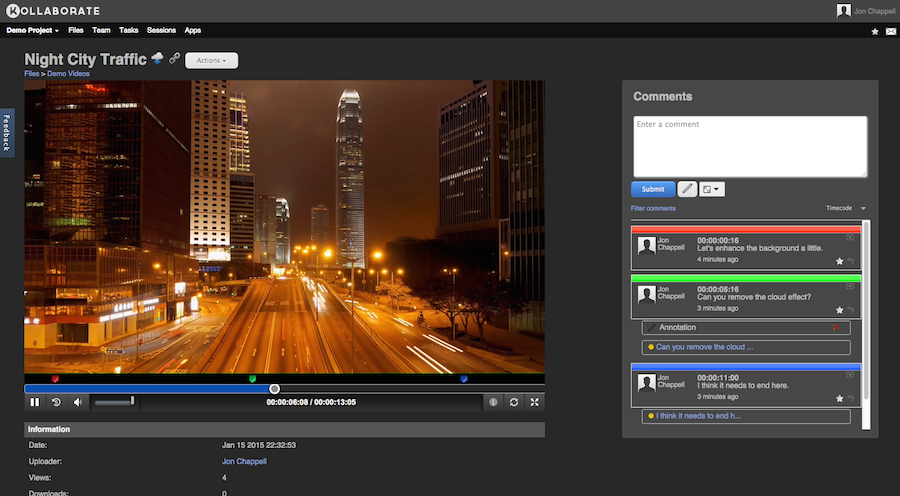 KOLLABORATE
Jon Chappell
Demo Project Files Team Tasks Sessions Apps
Night City Traffic Actions
Files > Demo Videos
Feedback
Comments
Enter a comment
Submit
Filter comments Timecode
Jon Chappell
00:00:00:16
Let's enhance the background a little.
4 minutes ago
Jon Chappell
00:00:05:16
Can you remove the cloud effect?
3 minutes ago
Annotation
Can you remove the cloud ...
Jon Chappell
00:00:11:00
I think it needs to end here.
3 minutes ago
I think it needs to end h...
00:00:06:08 / 00:00:13:05
Information
Date: Jan 15 2015 22:32:53
Uploader: Jon Chappell
Views: 4
Downloads: 0